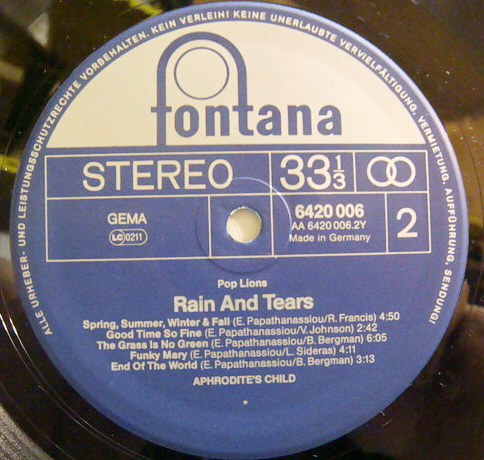 ALLE URHEBER- UND LEISTUNGSSCHUTZRECHTE VORBEHALTEN. KEIN VERLEIH! KEINE UNERLAUBTE VERVIELFÄLTIGUNG, VERMIETUNG, AUFFÜHRUNG, SENDUNG!
fontana
STEREO 33 1/3
GEMA
LC 0211
6420 006
AA 6420 006.2Y
Made in Germany
2
Pop Lions
Rain And Tears
Spring, Summer, Winter & Fall (E. Papathanassiou/R. Francis) 4:50
Good Time So Fine (E. Papathanassiou/V. Johnson) 2:42
The Grass Is No Green (E. Papathanassiou/B. Bergman) 6:05
Funky Mary (E. Papathanassiou/L. Sideras) 4:11
End Of The World (E. Papathanassiou/B. Bergman) 3:13
APHRODITE'S CHILD
*